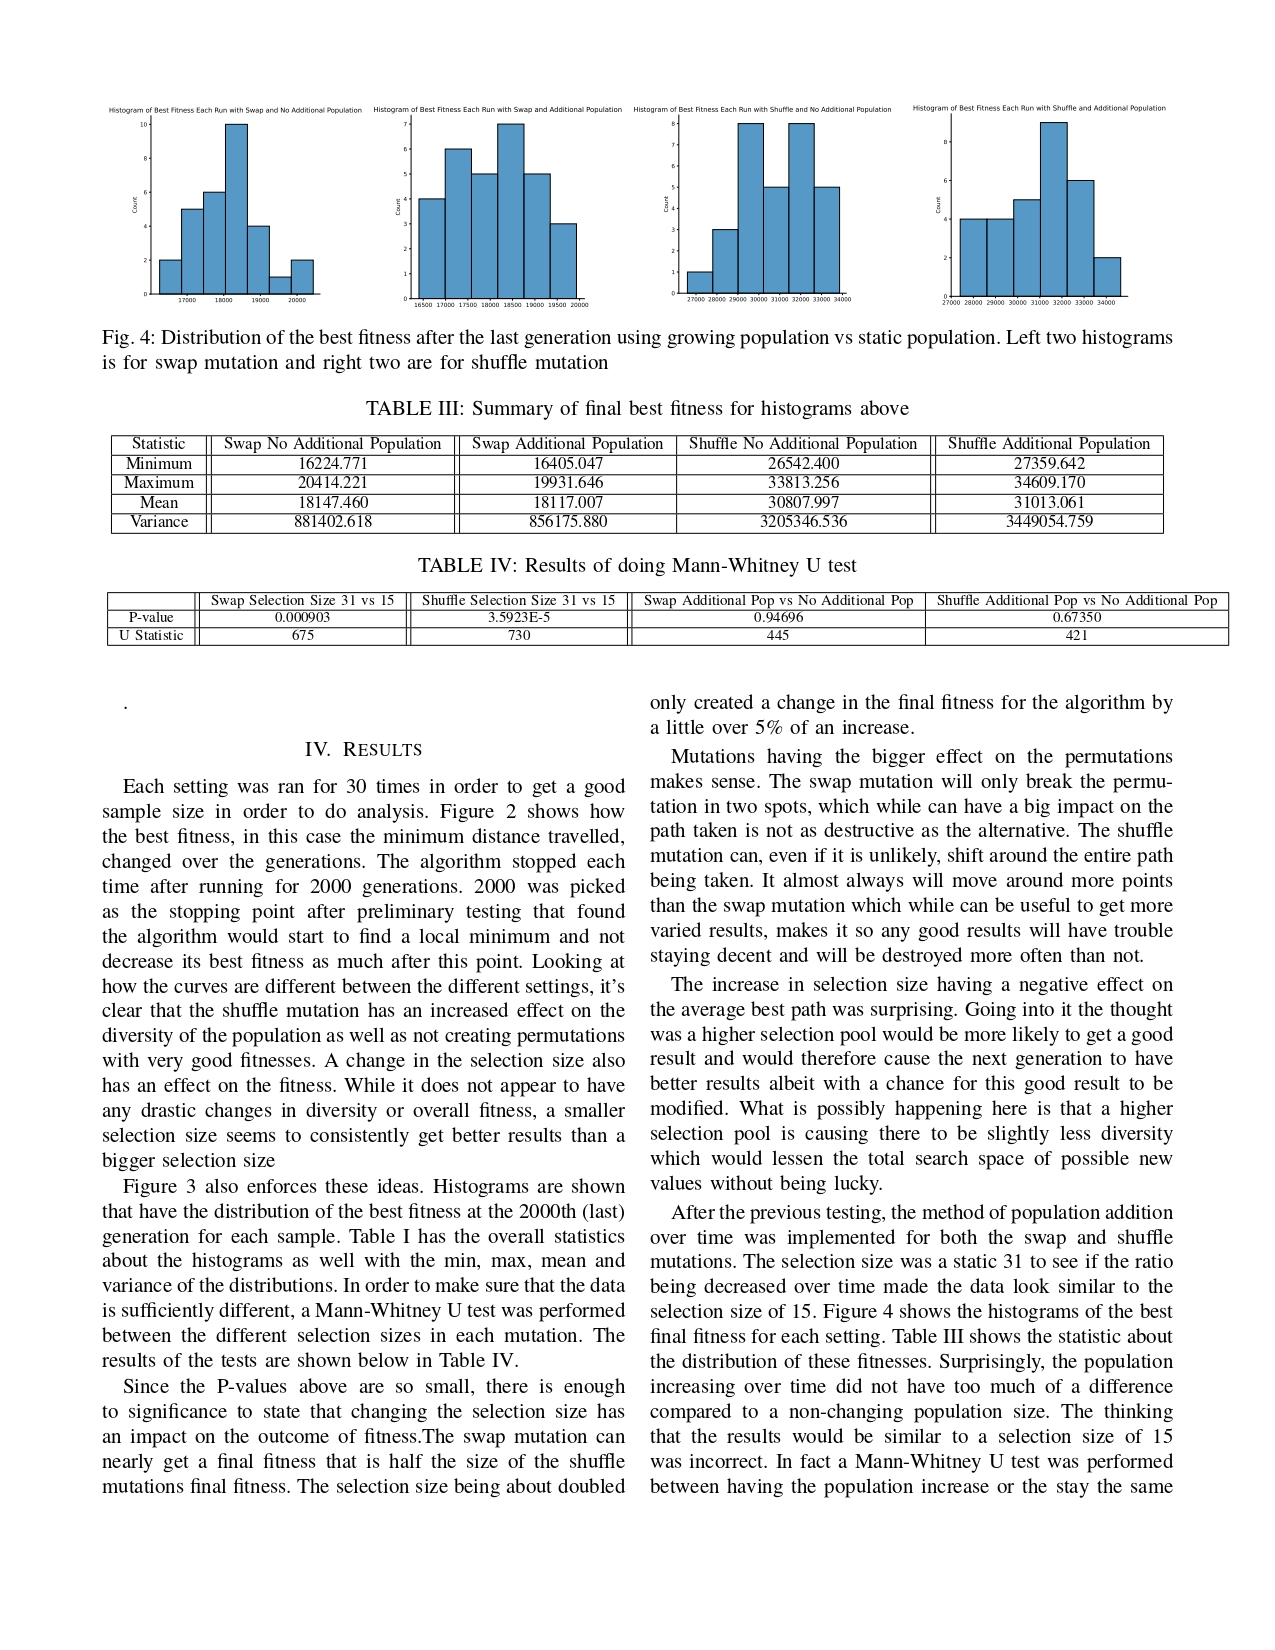 Histogram of Best Fitness Each Run with Swap and No Additional Population
10
8
6
4
2
0
Count
17000 18000 19000 20000
Histogram of Best Fitness Each Run with Swap and Additional Population
7
6
5
4
3
2
1
0
Count
16500 17000 17500 18000 18500 19000 19500 20000
Histogram of Best Fitness Each Run with Shuffle and No Additional Population
8
7
6
5
4
3
2
1
0
Count
27000 28000 29000 30000 31000 32000 33000 34000
Histogram of Best Fitness Each Run with Shuffle and Additional Population
8
6
4
2
0
Count
27000 28000 29000 30000 31000 32000 33000 34000
Fig. 4: Distribution of the best fitness after the last generation using growing population vs static population. Left two histograms
is for swap mutation and right two are for shuffle mutation
TABLE III: Summary of final best fitness for histograms above
Statistic Swap No Additional Population Swap Additional Population Shuffle No Additional Population Shuffle Additional Population
Minimum 16224.771 16405.047 26542.400 27359.642
Maximum 20414.221 19931.646 33813.256 34609.170
Mean 18147.460 18117.007 30807.997 31013.061
Variance 881402.618 856175.880 3205346.536 3449054.759
TABLE IV: Results of doing Mann-Whitney U test
Swap Selection Size 31 vs 15 Shuffle Selection Size 31 vs 15 Swap Additional Pop vs No Additional Pop Shuffle Additional Pop vs No Additional Pop
P-value 0.000903 3.5923E-5 0.94696 0.67350
U Statistic 675 730 445 421
.
IV. RESULTS
Each setting was ran for 30 times in order to get a good
sample size in order to do analysis. Figure 2 shows how
the best fitness, in this case the minimum distance travelled,
changed over the generations. The algorithm stopped each
time after running for 2000 generations. 2000 was picked
as the stopping point after preliminary testing that found
the algorithm would start to find a local minimum and not
decrease its best fitness as much after this point. Looking at
how the curves are different between the different settings, it's
clear that the shuffle mutation has an increased effect on the
diversity of the population as well as not creating permutations
with very good fitnesses. A change in the selection size also
has an effect on the fitness. While it does not appear to have
any drastic changes in diversity or overall fitness, a smaller
selection size seems to consistently get better results than a
bigger selection size
Figure 3 also enforces these ideas. Histograms are shown
that have the distribution of the best fitness at the 2000th (last)
generation for each sample. Table I has the overall statistics
about the histograms as well with the min, max, mean and
variance of the distributions. In order to make sure that the data
is sufficiently different, a Mann-Whitney U test was performed
between the different selection sizes in each mutation. The
results of the tests are shown below in Table IV.
Since the P-values above are so small, there is enough
to significance to state that changing the selection size has
an impact on the outcome of fitness.The swap mutation can
nearly get a final fitness that is half the size of the shuffle
mutations final fitness. The selection size being about doubled
only created a change in the final fitness for the algorithm by
a little over 5% of an increase.
Mutations having the bigger effect on the permutations
makes sense. The swap mutation will only break the permu-
tation in two spots, which while can have a big impact on the
path taken is not as destructive as the alternative. The shuffle
mutation can, even if it is unlikely, shift around the entire path
being taken. It almost always will move around more points
than the swap mutation which while can be useful to get more
varied results, makes it so any good results will have trouble
staying decent and will be destroyed more often than not.
The increase in selection size having a negative effect on
the average best path was surprising. Going into it the thought
was a higher selection pool would be more likely to get a good
result and would therefore cause the next generation to have
better results albeit with a chance for this good result to be
modified. What is possibly happening here is that a higher
selection pool is causing there to be slightly less diversity
which would lessen the total search space of possible new
values without being lucky.
After the previous testing, the method of population addition
over time was implemented for both the swap and shuffle
mutations. The selection size was a static 31 to see if the ratio
being decreased over time made the data look similar to the
selection size of 15. Figure 4 shows the histograms of the best
final fitness for each setting. Table III shows the statistic about
the distribution of these fitnesses. Surprisingly, the population
increasing over time did not have too much of a difference
compared to a non-changing population size. The thinking
that the results would be similar to a selection size of 15
was incorrect. In fact a Mann-Whitney U test was performed
between having the population increase or the stay the same